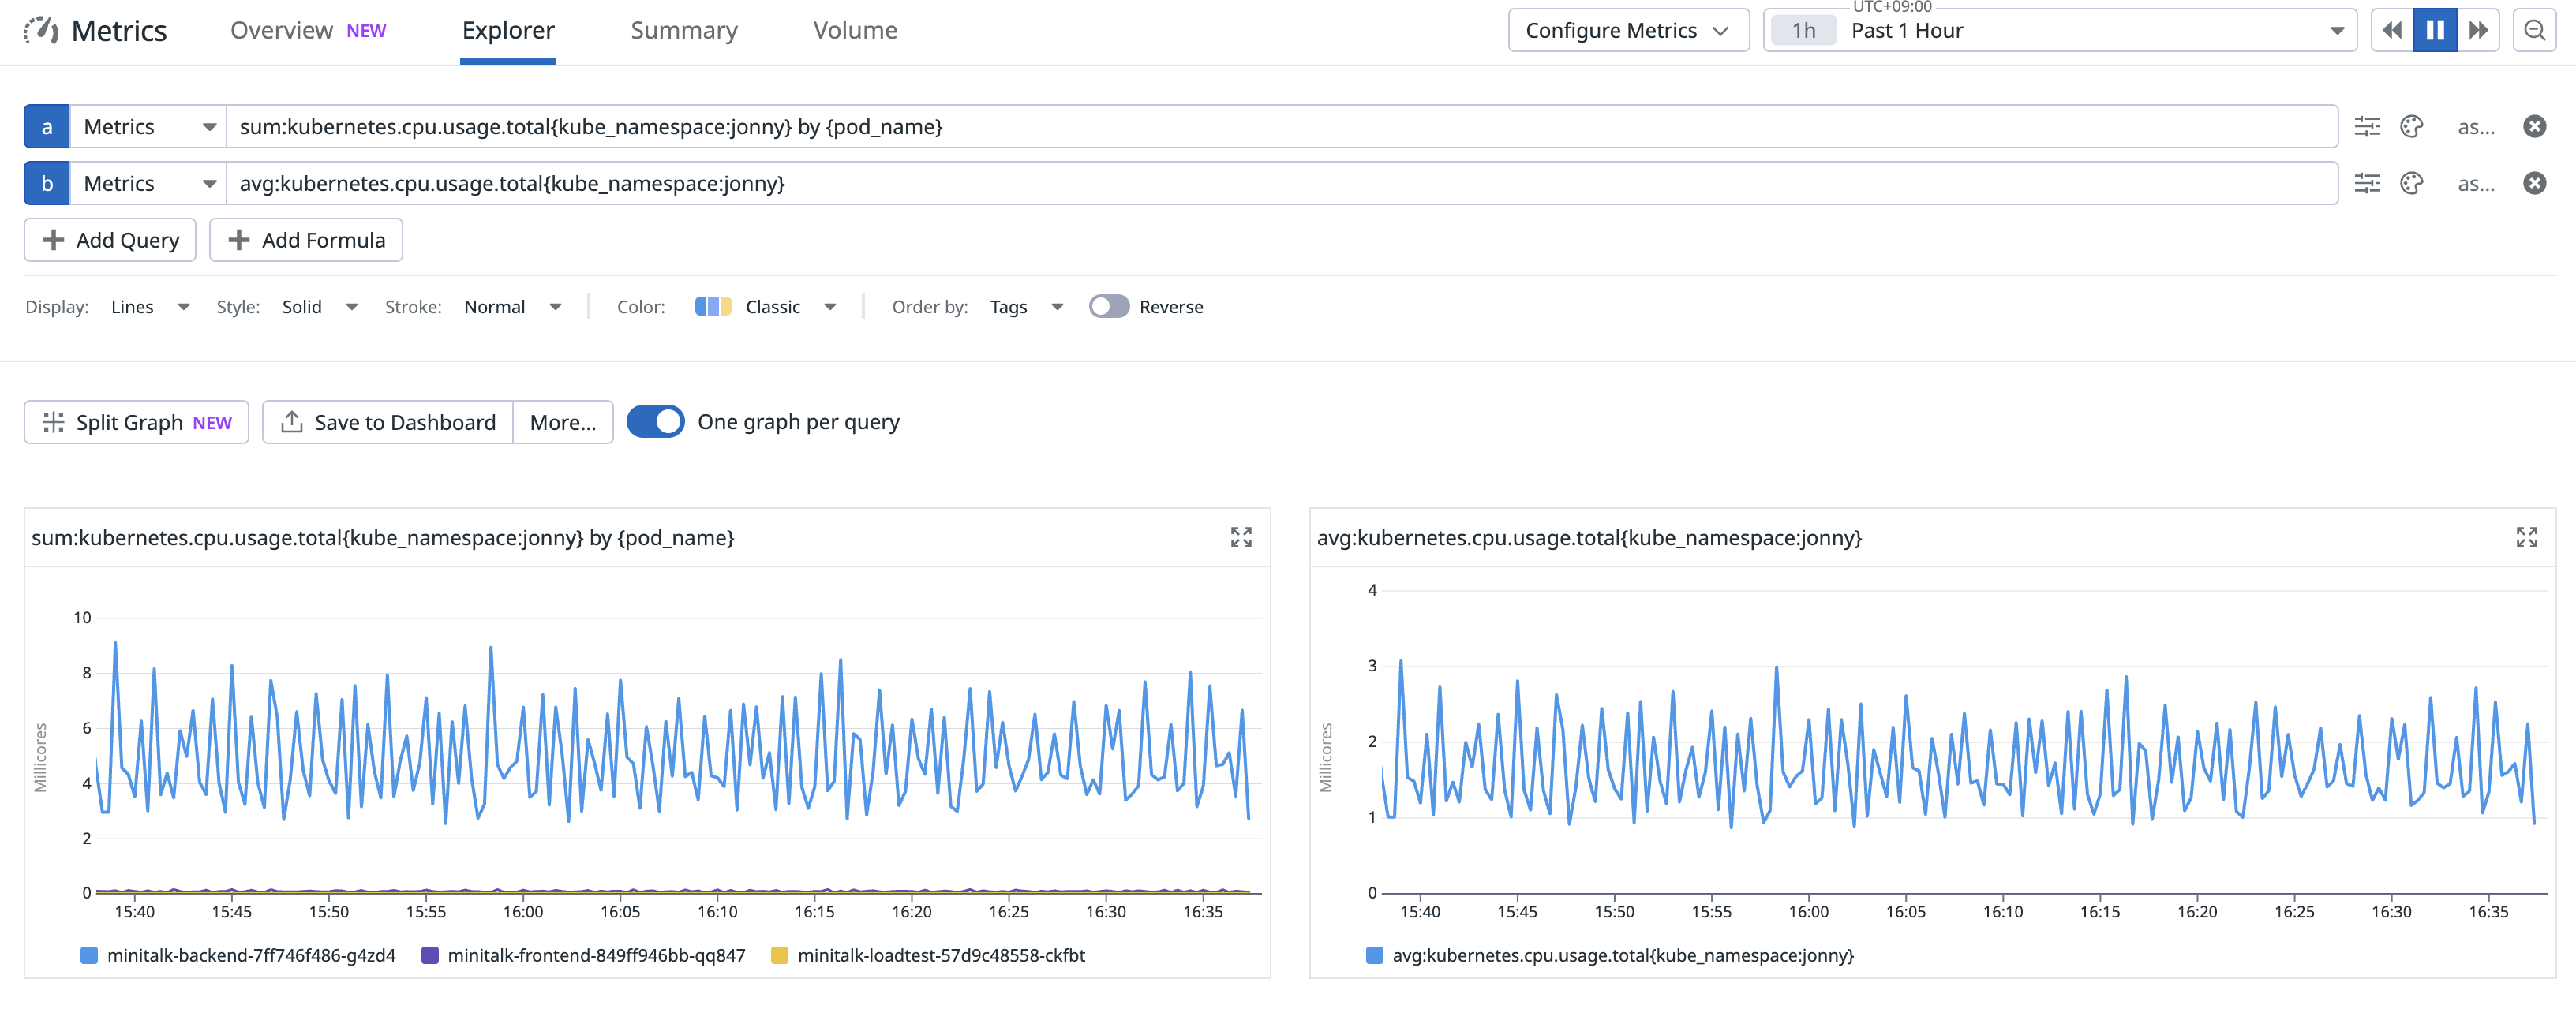 Metrics Overview NEW Explorer Summary Volume Configure Metrics UTC+09:00 1h Past 1 Hour
a Metrics sum:kubernetes.cpu.usage.total{kube_namespace:jonny} by {pod_name} as...
b Metrics avg:kubernetes.cpu.usage.total{kube_namespace:jonny} as...
Add Query Add Formula
Display: Lines Style: Solid Stroke: Normal Color: Classic Order by: Tags Reverse
Split Graph NEW Save to Dashboard More... One graph per query
sum:kubernetes.cpu.usage.total{kube_namespace:jonny} by {pod_name}
Millicores
10
8
6
4
2
0
15:40 15:45 15:50 15:55 16:00 16:05 16:10 16:15 16:20 16:25 16:30 16:35
minitalk-backend-7ff746f486-g4zd4 minitalk-frontend-849ff946bb-qq847 minitalk-loadtest-57d9c48558-ckfbt
avg:kubernetes.cpu.usage.total{kube_namespace:jonny}
Millicores
4
3
2
1
0
15:40 15:45 15:50 15:55 16:00 16:05 16:10 16:15 16:20 16:25 16:30 16:35
avg:kubernetes.cpu.usage.total{kube_namespace:jonny}